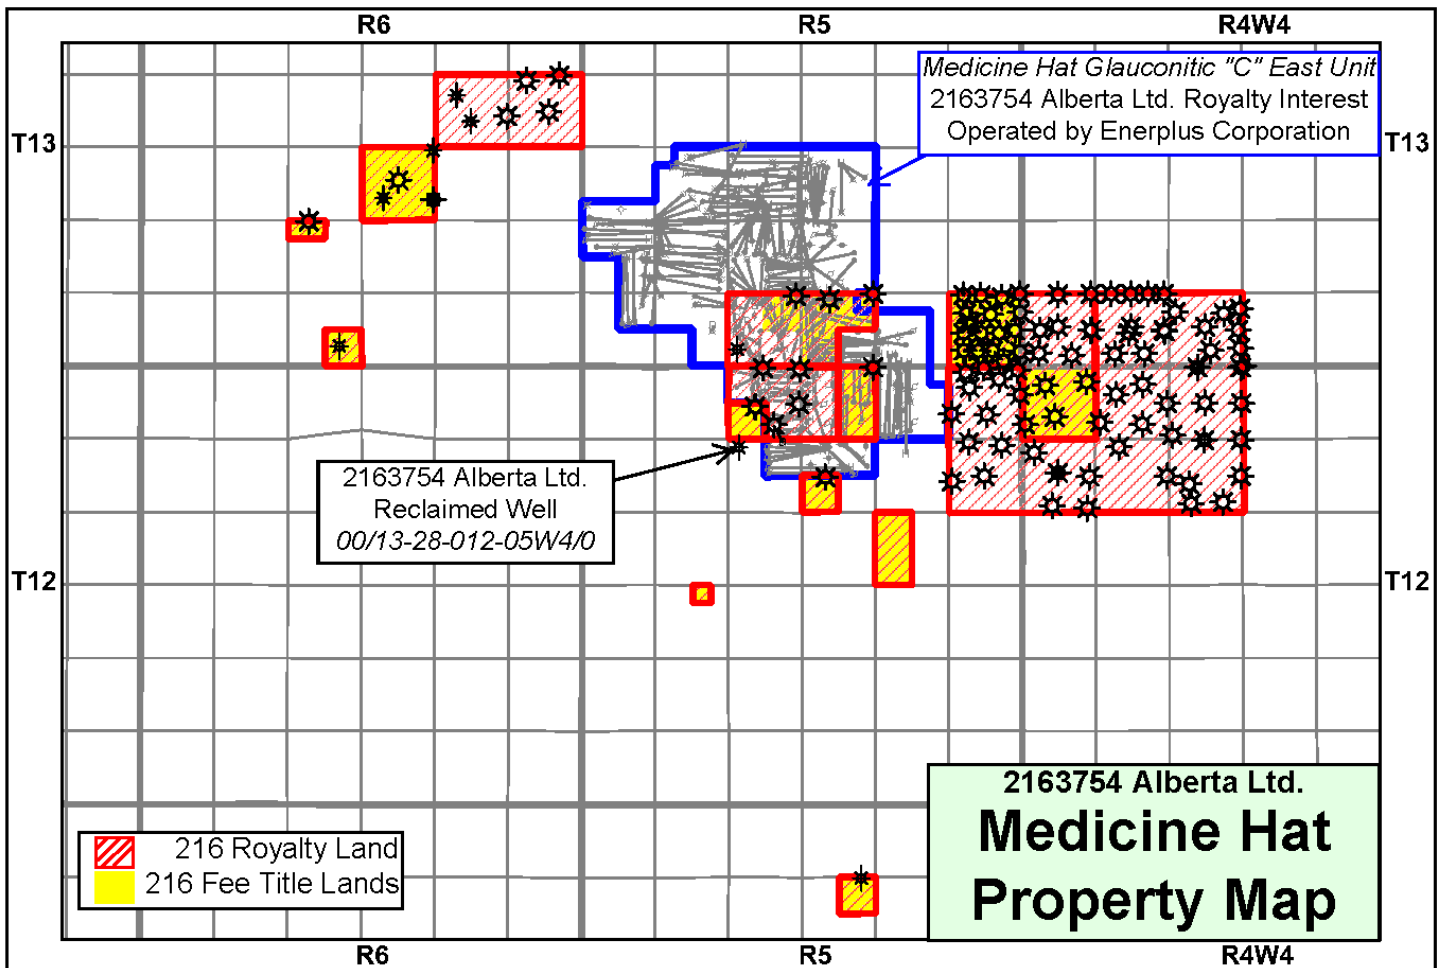 R6 R5 R4W4
Medicine Hat Glauconitic "C" East Unit
2163754 Alberta Ltd. Royalty Interest
Operated by Enerplus Corporation
T13 T13
2163754 Alberta Ltd.
Reclaimed Well
00/13-28-012-05W4/0
T12 T12
2163754 Alberta Ltd.
Medicine Hat
Property Map
216 Royalty Land
216 Fee Title Lands
R6 R5 R4W4